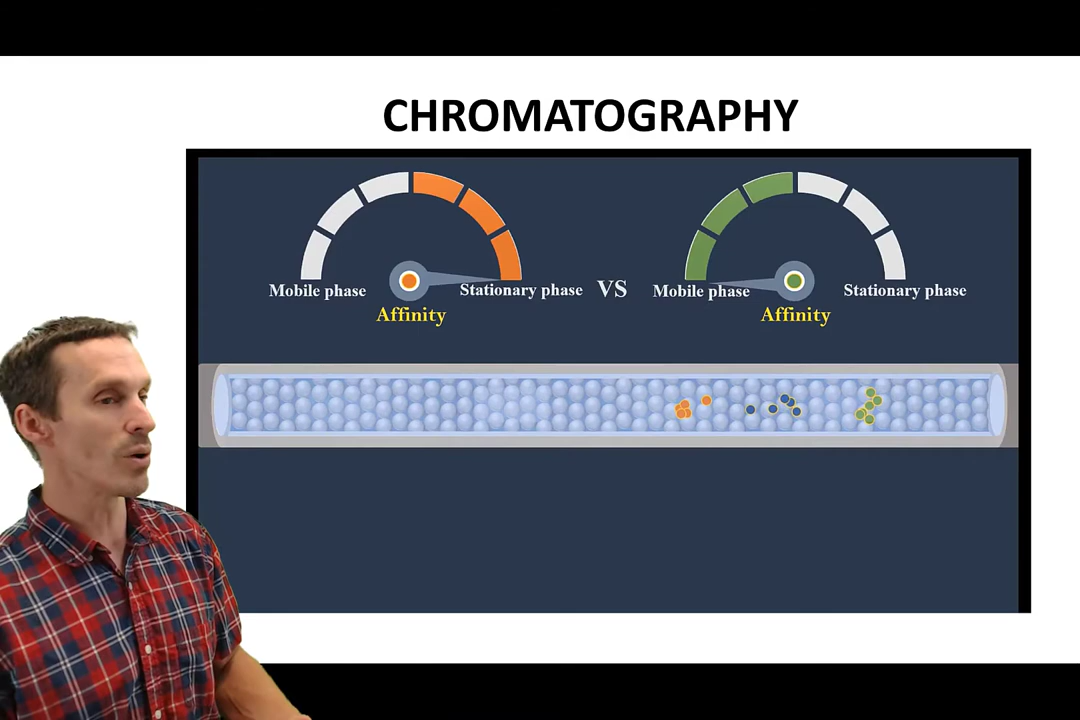 CHROMATOGRAPHY
Mobile phase
Stationary phase
Affinity
VS
Mobile phase
Stationary phase
Affinity